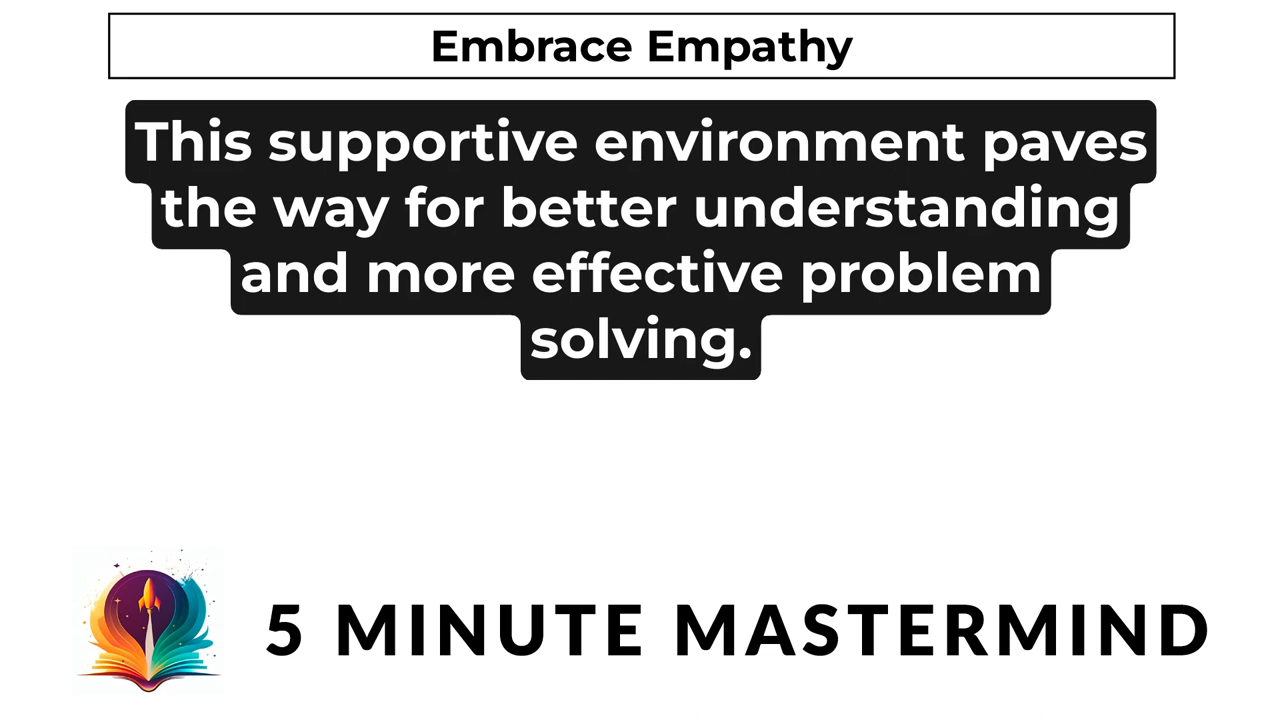 Embrace Empathy
This supportive environment paves
the way for better understanding
and more effective problem
solving.
5 MINUTE MASTERMIND